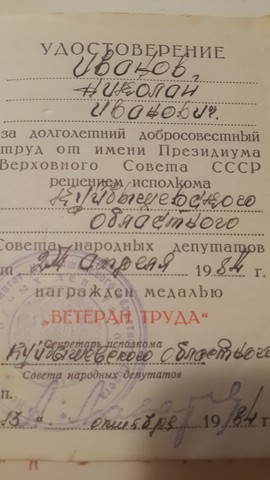 УДОСТОВЕРЕНИЕ
Иванов
Николай
Иванович
за долголетний добросовестный
труд от имени Президиума
Верховного Совета СССР
решением исполкома
Куйбышевского
областного
Совета народных депутатов
от 24 апреля 1984 г.
награжден медалью
„ВЕТЕРАН ТРУДА"
Секретарь исполкома
Куйбышевского областного
Совета народных депутатов
п.
13 " октября 1984 г.